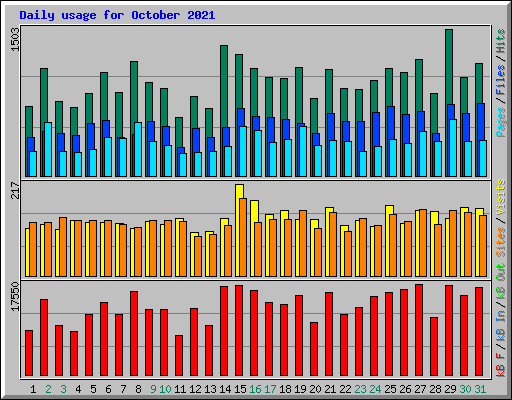 Daily usage for October 2021
1503
Pages / Files / Hits
217
Sites / Visits
17550
kB F / kB In / kB Out
1 2 3 4 5 6 7 8 9 10 11 12 13 14 15 16 17 18 19 20 21 22 23 24 25 26 27 28 29 30 31